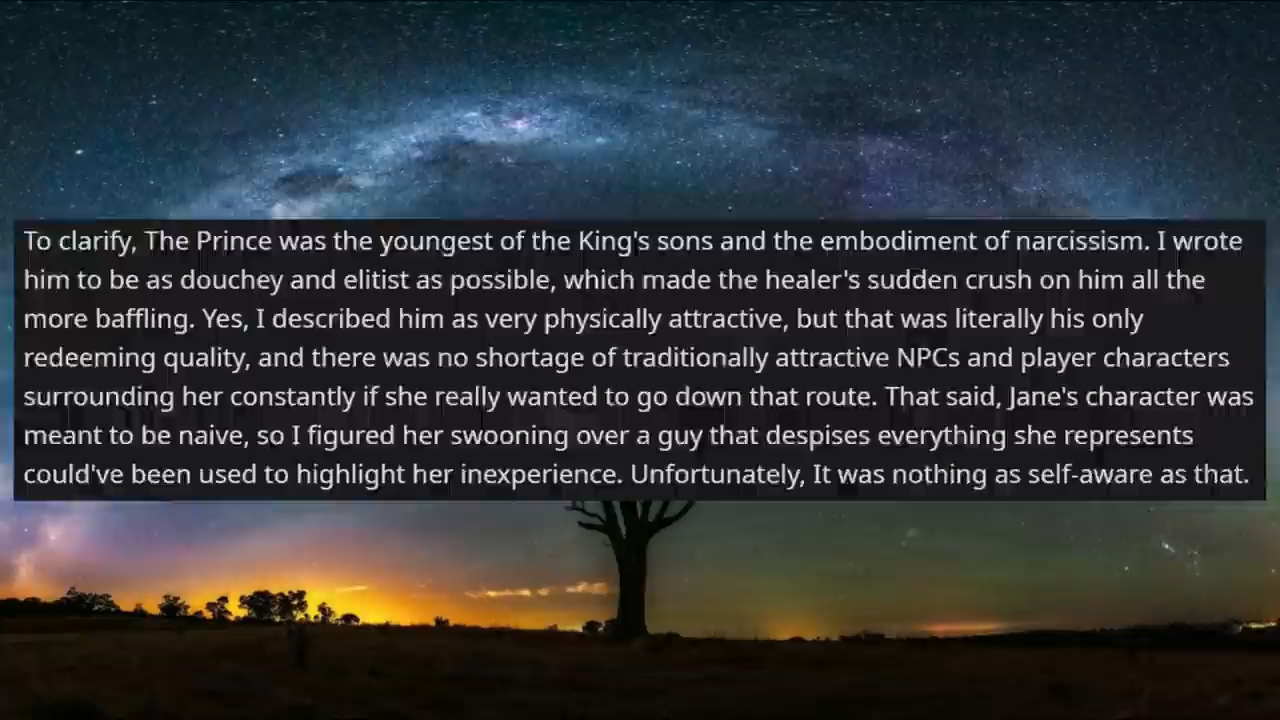 To clarify, The Prince was the youngest of the King's sons and the embodiment of narcissism. I wrote
him to be as douchey and elitist as possible, which made the healer's sudden crush on him all the
more baffling. Yes, I described him as very physically attractive, but that was literally his only
redeeming quality, and there was no shortage of traditionally attractive NPCs and player characters
surrounding her constantly if she really wanted to go down that route. That said, Jane's character was
meant to be naive, so I figured her swooning over a guy that despises everything she represents
could've been used to highlight her inexperience. Unfortunately, It was nothing as self-aware as that.